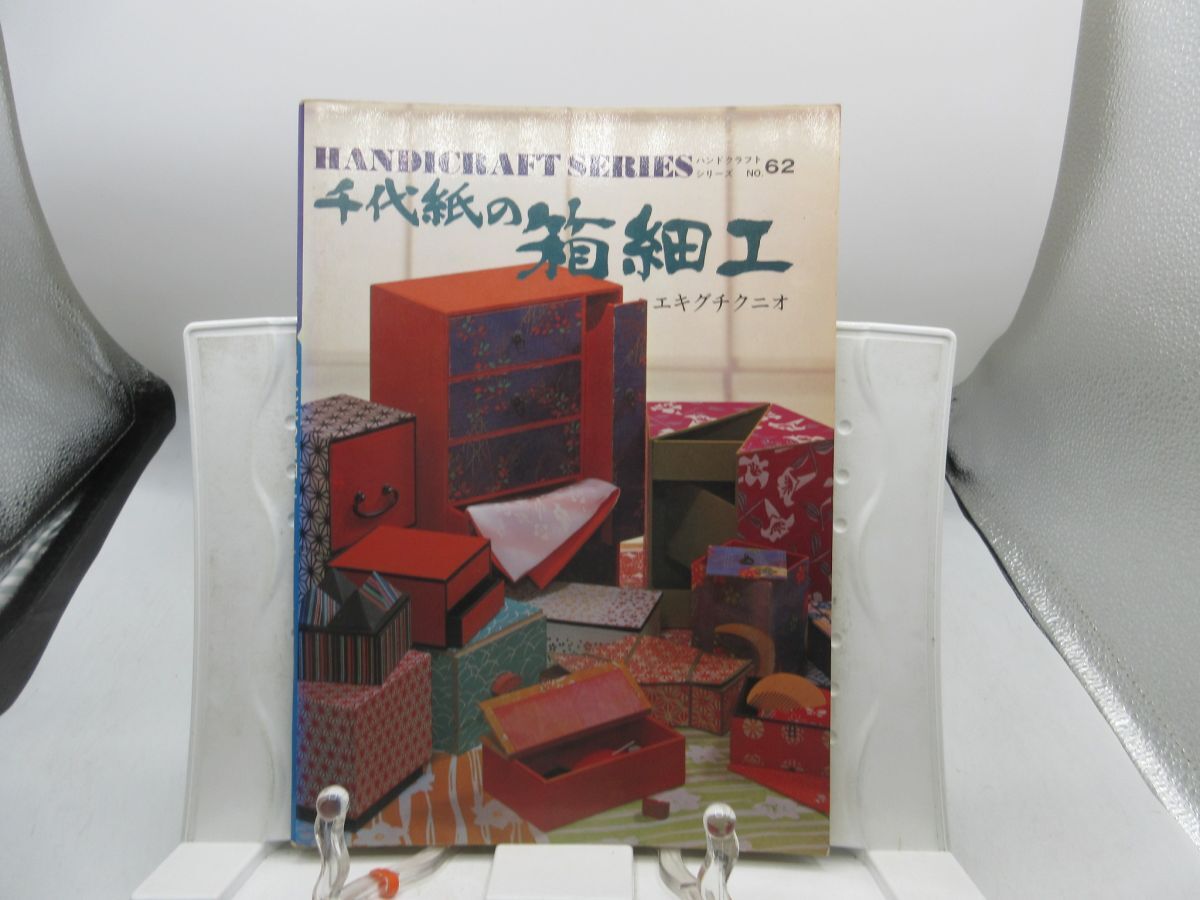 HANDICRAFT SERIES ハンドクラフト
シリーズ NO.62
千代紙の
箱細工
エキグチクニオ